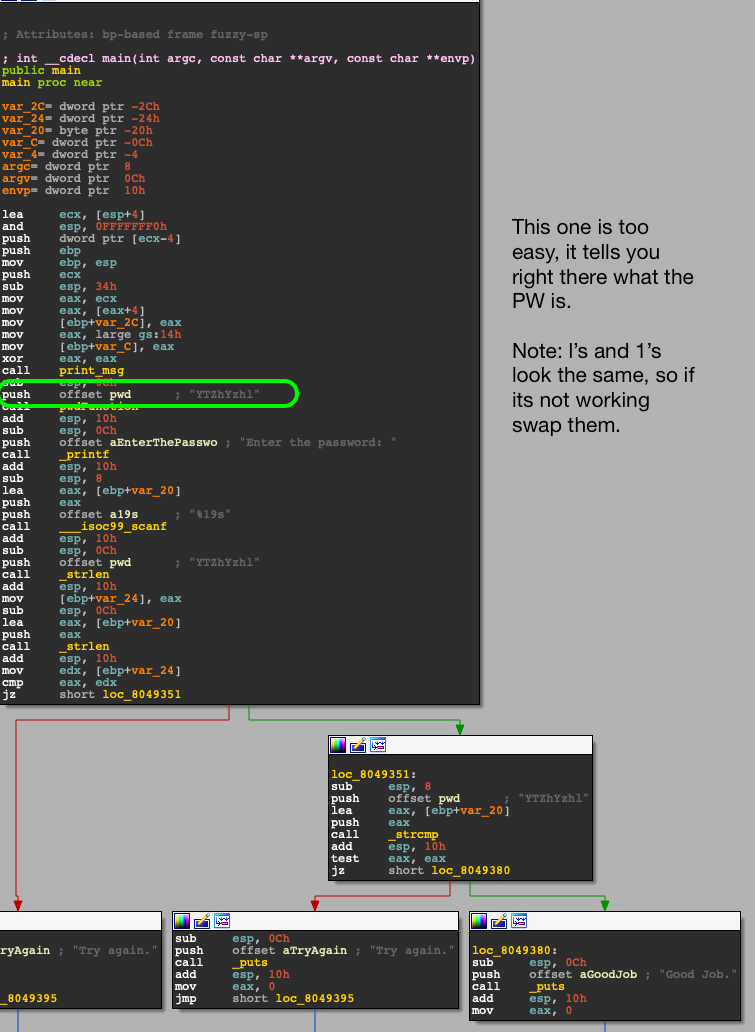 ; Attributes: bp-based frame fuzzy-sp
; int __cdecl main(int argc, const char **argv, const char **envp)
public main
main proc near
var_2C= dword ptr -2Ch
var_24= dword ptr -24h
var_20= byte ptr -20h
var_C= dword ptr -0Ch
var_4= dword ptr -4
argc= dword ptr  8
argv= dword ptr  0Ch
envp= dword ptr  10h
lea     ecx, [esp+4]
and     esp, 0FFFFFFF0h
push    dword ptr [ecx-4]
push    ebp
mov     ebp, esp
push    ecx
sub     esp, 34h
mov     eax, ecx
mov     eax, [eax+4]
mov     [ebp+var_2C], eax
mov     eax, large gs:14h
mov     [ebp+var_C], eax
xor     eax, eax
call    print_msg
sub     esp, 0Ch
push    offset pwd      ; "YTZhYzhl"
call    pwdFunction
add     esp, 10h
sub     esp, 0Ch
push    offset aEnterThePasswo ; "Enter the password: "
call    _printf
add     esp, 10h
sub     esp, 8
lea     eax, [ebp+var_20]
push    eax
push    offset a19s     ; "%19s"
call    ___isoc99_scanf
add     esp, 10h
sub     esp, 0Ch
push    offset pwd      ; "YTZhYzhl"
call    _strlen
add     esp, 10h
mov     [ebp+var_24], eax
sub     esp, 0Ch
lea     eax, [ebp+var_20]
push    eax
call    _strlen
add     esp, 10h
mov     edx, [ebp+var_24]
cmp     eax, edx
jz      short loc_8049351
This one is too
easy, it tells you
right there what the
PW is.
Note: l's and 1's
look the same, so if
its not working
swap them.
loc_8049351:
sub     esp, 8
push    offset pwd      ; "YTZhYzhl"
lea     eax, [ebp+var_20]
push    eax
call    _strcmp
add     esp, 10h
test    eax, eax
jz      short loc_8049380
ryAgain ; "Try again."
_8049395
sub     esp, 0Ch
push    offset aTryAgain ; "Try again."
call    _puts
add     esp, 10h
mov     eax, 0
jmp     short loc_8049395
loc_8049380:
sub     esp, 0Ch
push    offset aGoodJob ; "Good Job."
call    _puts
add     esp, 10h
mov     eax, 0